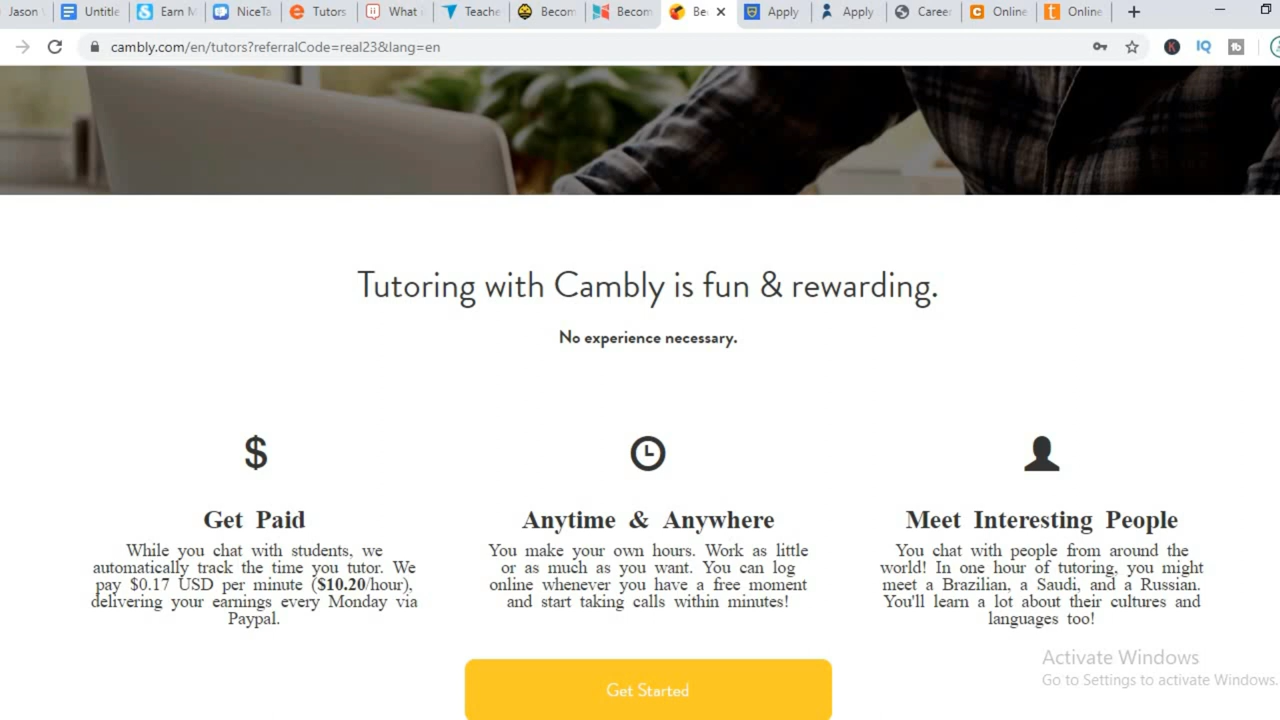 Jason Untitle Earn M NiceTa Tutors What i Teache Becom Becom Be Apply Apply Career Online Online
cambly.com/en/tutors?referralCode=real23&lang=en
Tutoring with Cambly is fun & rewarding.
No experience necessary.
$
Get Paid
While you chat with students, we
automatically track the time you tutor. We
pay $0.17 USD per minute ($10.20/hour),
delivering your earnings every Monday via
Paypal.
Anytime & Anywhere
You make your own hours. Work as little
or as much as you want. You can log
online whenever you have a free moment
and start taking calls within minutes!
Meet Interesting People
You chat with people from around the
world! In one hour of tutoring, you might
meet a Brazilian, a Saudi, and a Russian.
You'll learn a lot about their cultures and
languages too!
Get Started
Activate Windows
Go to Settings to activate Windows.